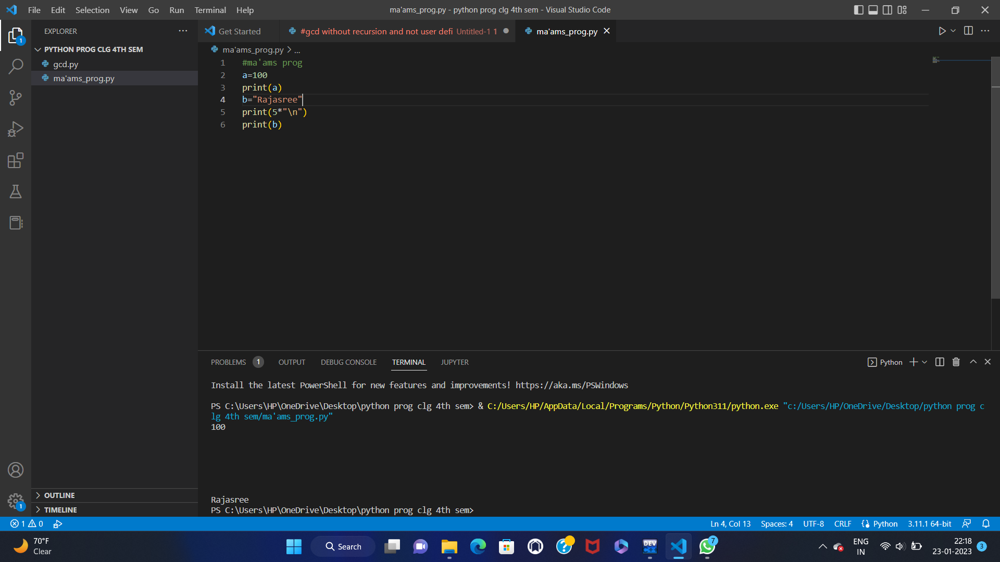 File Edit Selection View Go Run Terminal Help
ma'ams_prog.py - python prog clg 4th sem - Visual Studio Code
EXPLORER
Get Started
#gcd without recursion and not user defi Untitled-1 1
ma'ams_prog.py
PYTHON PROG CLG 4TH SEM
gcd.py
ma'ams_prog.py
ma'ams_prog.py > ...
1 #ma'ams prog
2 a=100
3 print(a)
4 b="Rajasree"
5 print(5*"\n")
6 print(b)
PROBLEMS 1 OUTPUT DEBUG CONSOLE TERMINAL JUPYTER
Python
Install the latest PowerShell for new features and improvements! https://aka.ms/PSWindows
PS C:\Users\HP\OneDrive\Desktop\python prog clg 4th sem> & C:/Users/HP/AppData/Local/Programs/Python/Python311/python.exe "c:/Users/HP/OneDrive/Desktop/python prog c
lg 4th sem/ma'ams_prog.py"
100
Rajasree
PS C:\Users\HP\OneDrive\Desktop\python prog clg 4th sem>
1
1
OUTLINE
TIMELINE
1 0
Ln 4, Col 13 Spaces: 4 UTF-8 CRLF Python 3.11.1 64-bit
70°F
Clear
Search
DEV
C++
7
ENG
IN
22:18
23-01-2023
3